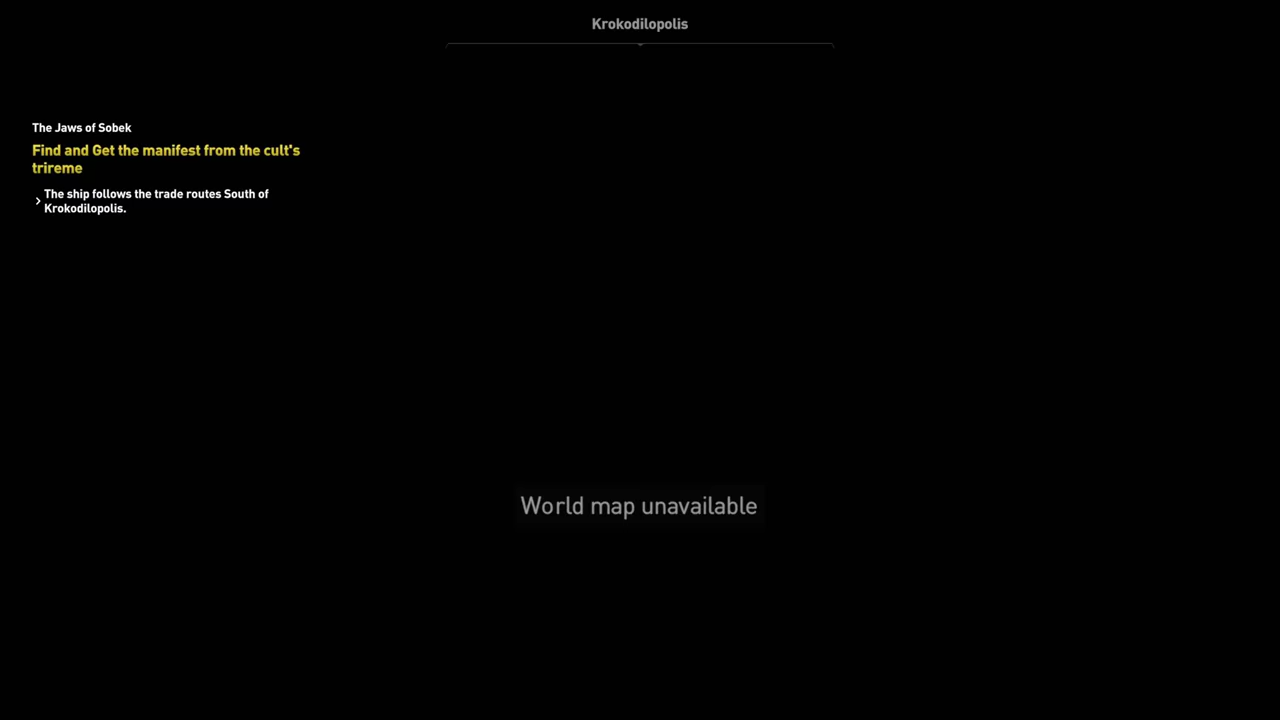 Krokodilopolis
The Jaws of Sobek
Find and Get the manifest from the cult's
trireme
The ship follows the trade routes South of
Krokodilopolis.
World map unavailable